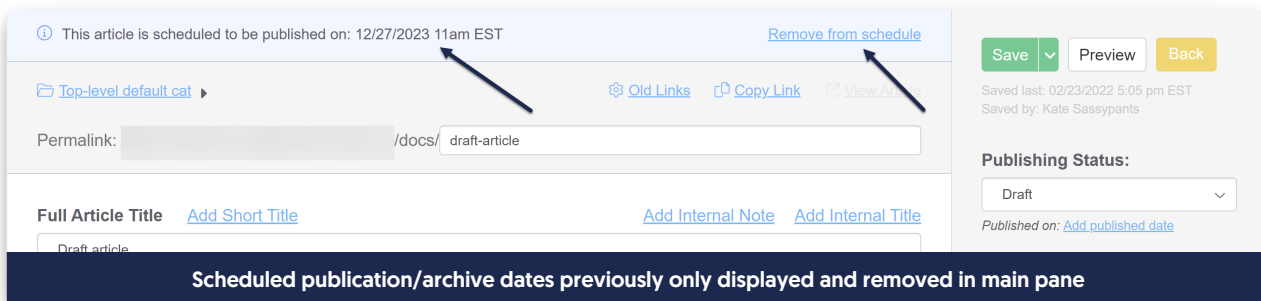 This article is scheduled to be published on: 12/27/2023 11am EST Remove from schedule
Save Preview Back
Top-level default cat Old Links Copy Link View Article
Saved last: 02/23/2022 5:05 pm EST
Saved by: Kate Sassypants
Permalink: /docs/ draft-article
Publishing Status:
Draft
Full Article Title Add Short Title Add Internal Note Add Internal Title
Published on: Add published date
Draft article
Scheduled publication/archive dates previously only displayed and removed in main pane